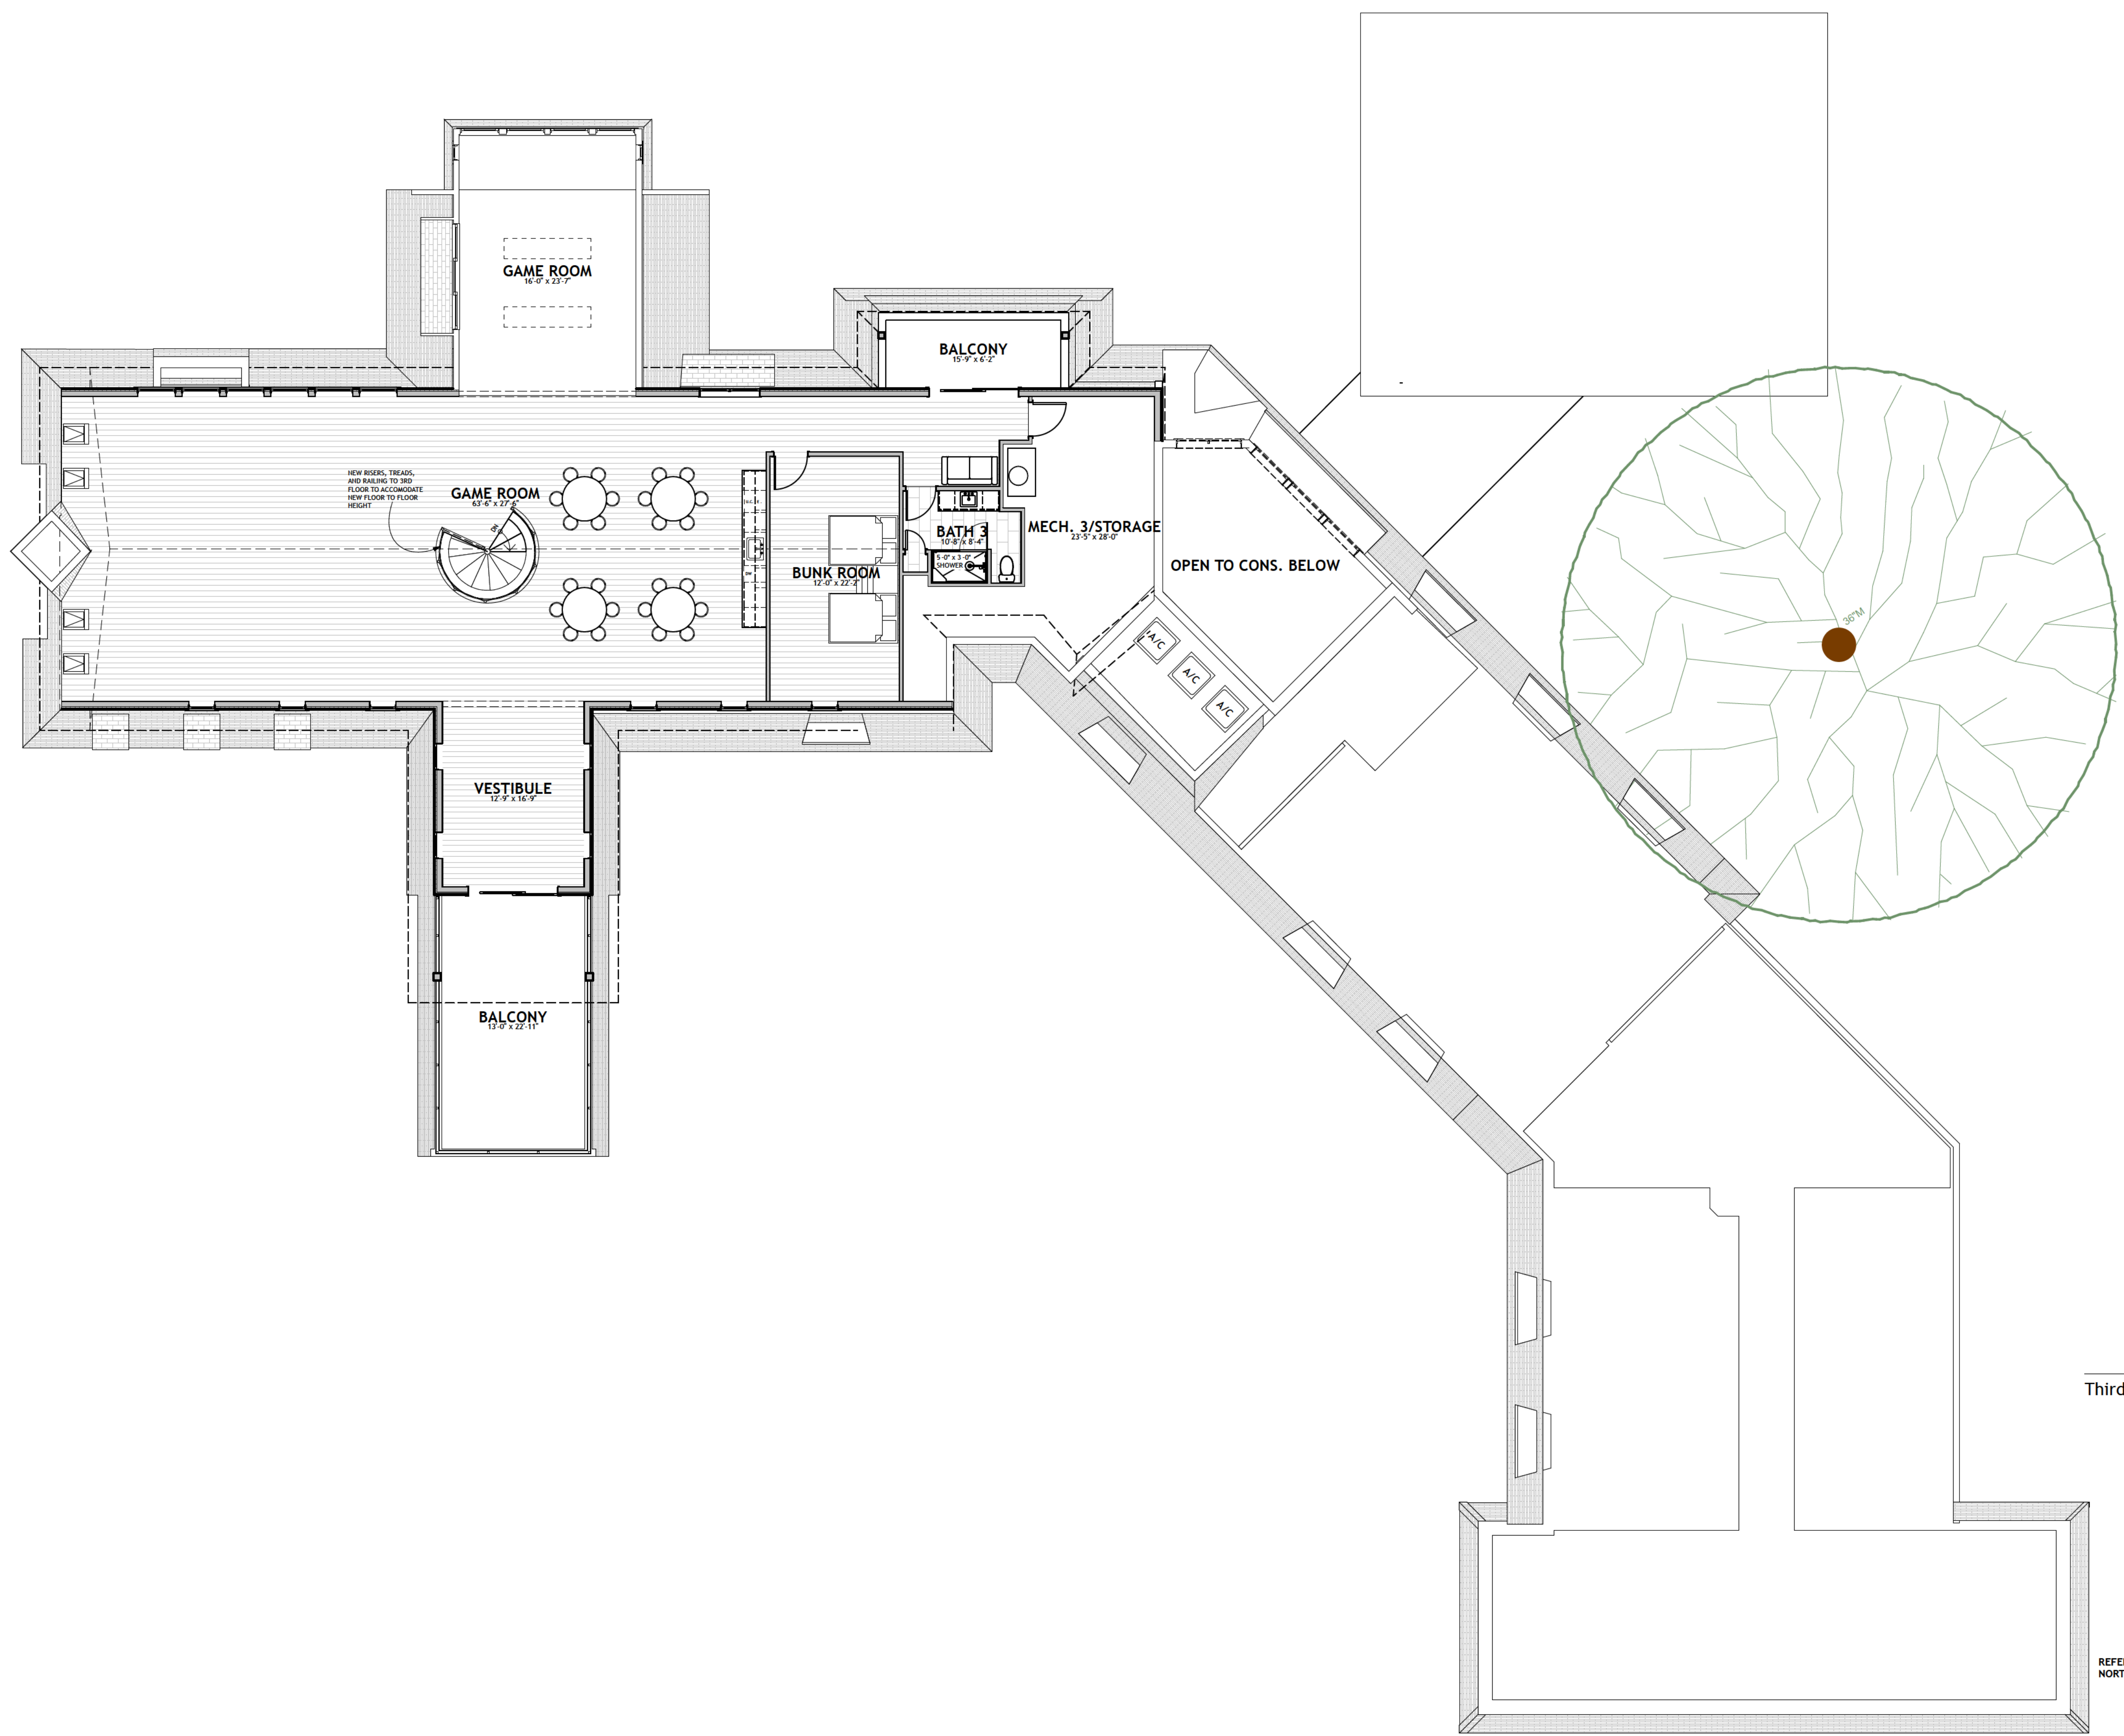 GAME ROOM
16'-0" x 23'-7"
BALCONY
15'-9" x 6'-2"
NEW RISERS, TREADS,
AND RAILING TO 3RD
FLOOR TO ACCOMODATE
NEW FLOOR TO FLOOR
HEIGHT
GAME ROOM
63'-6" x 27'-6"
DN
BATH 3
10'-8" x 8'-4"
5'-0" x 3'-0"
SHOWER
MECH. 3/STORAGE
23'-5" x 28'-0"
BUNK ROOM
12'-0" x 22'-2"
OPEN TO CONS. BELOW
36"M
A/C
A/C
A/C
VESTIBULE
12'-9" x 16'-9"
BALCONY
13'-0" x 22'-11"
Third
REFE
NORT